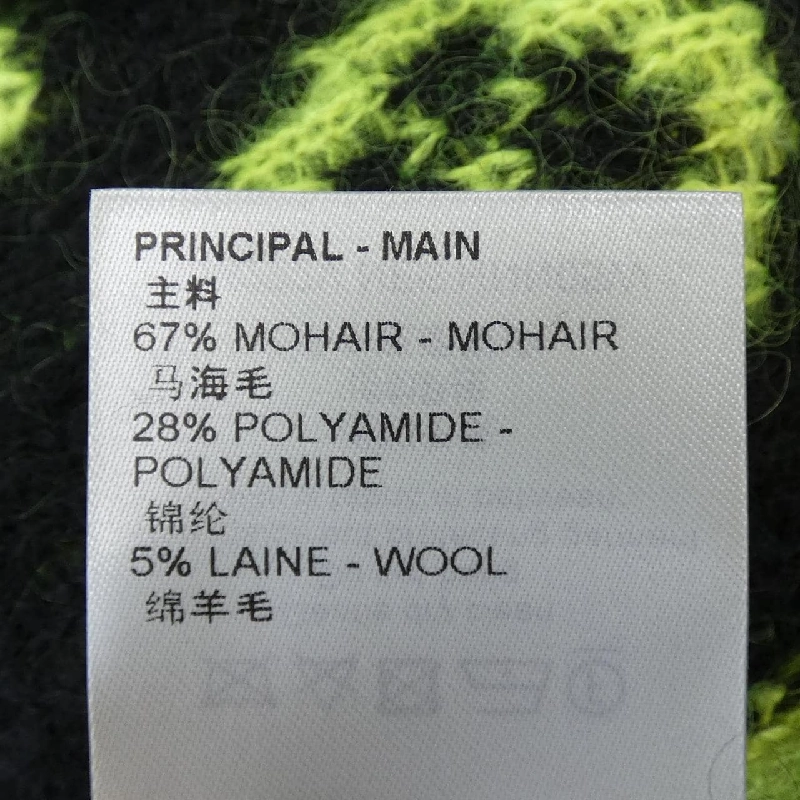 PRINCIPAL - MAIN
主料
67% MOHAIR - MOHAIR
马海毛
28% POLYAMIDE -
POLYAMIDE
锦纶
5% LAINE - WOOL
绵羊毛